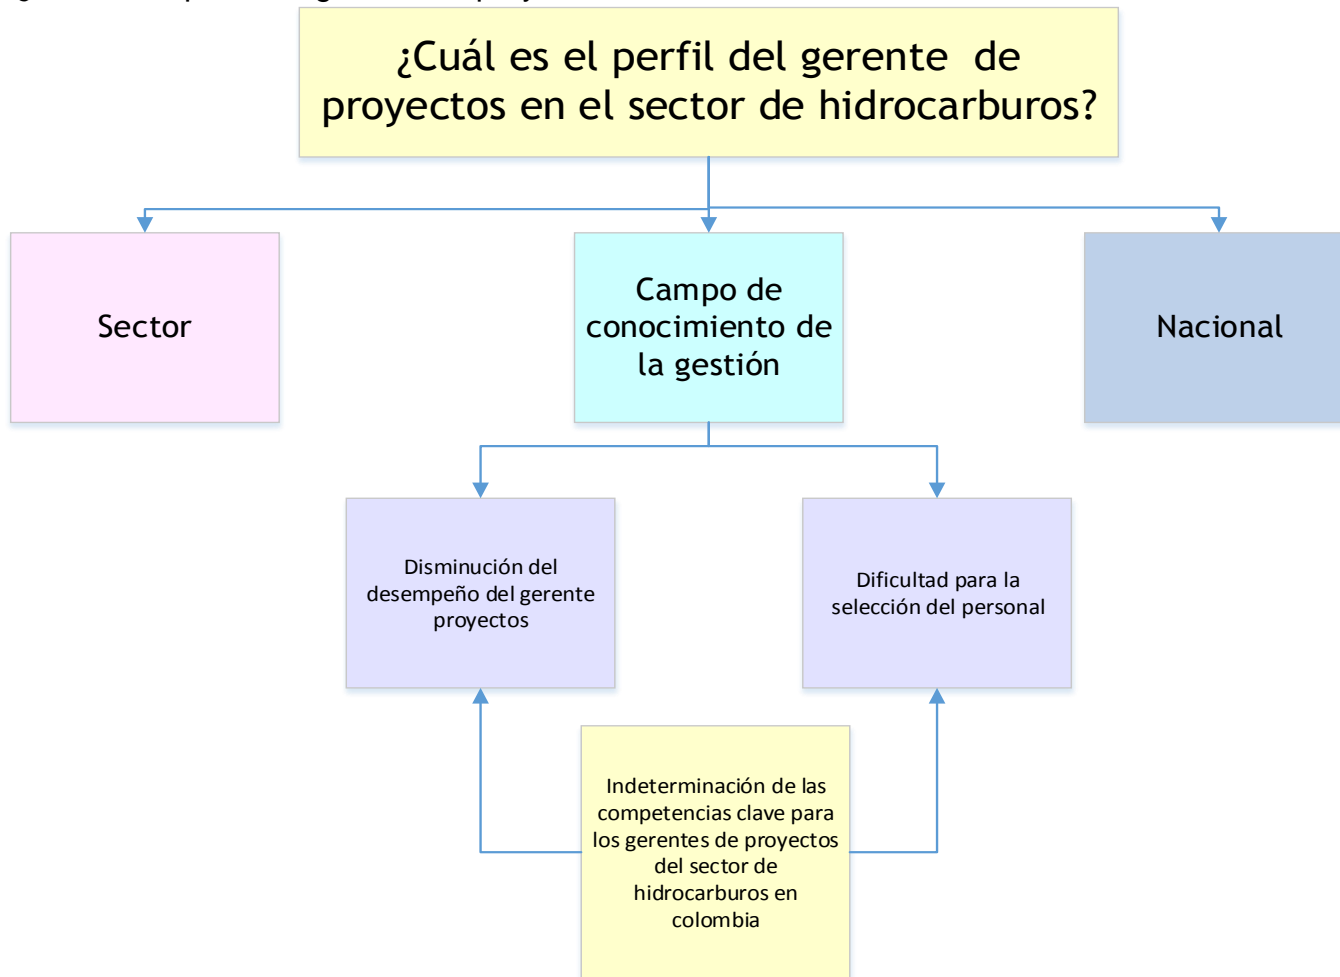 ¿Cuál es el perfil del gerente de
proyectos en el sector de hidrocarburos?
Sector
Campo de
conocimiento de
la gestión
Nacional
Disminución del
desempeño del gerente
proyectos
Dificultad para la
selección del personal
Indeterminación de las
competencias clave para
los gerentes de proyectos
del sector de
hidrocarburos en
colombia